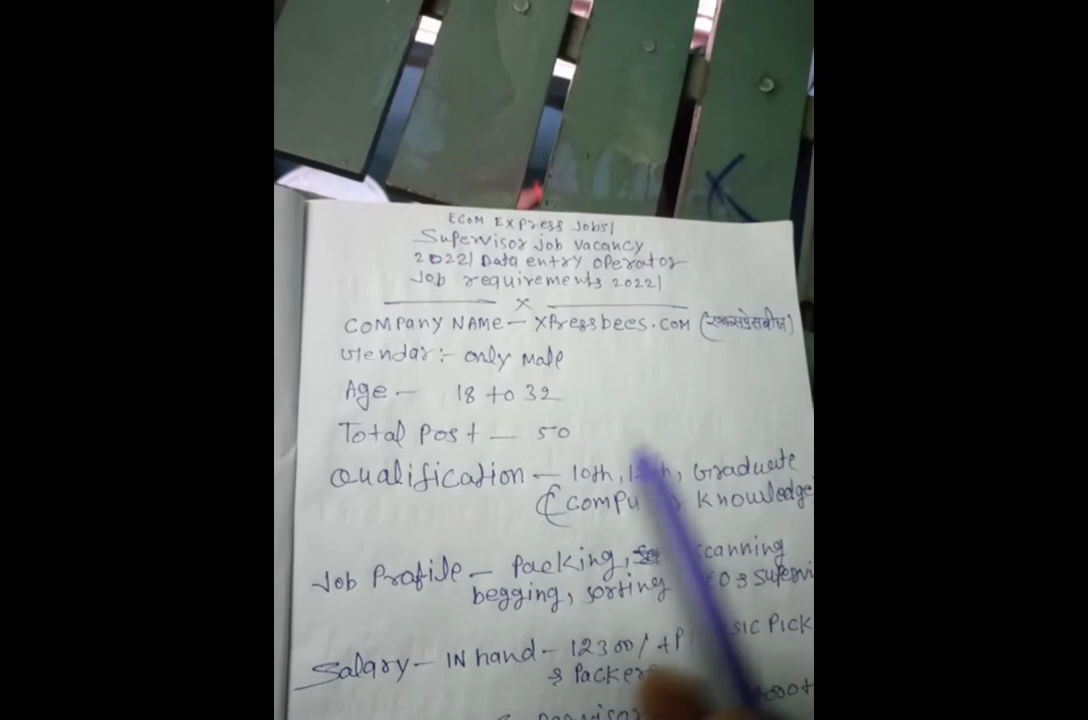 ECOM EXPress Jobs|
Supervisor Job vacancy
2022| Data entry operator
Job requirements 2022|
x
COMPany NAME - XPressbees.COM (एक्सप्रेसबीज)
Gendar:- only Male
Age - 18 to 32
Total Post - 50
Qualification - 10th, Graduate
Knowledge
Job Profile - Packing, scanning
begging, sorting
Salary - IN hand - 12300/ + Pick